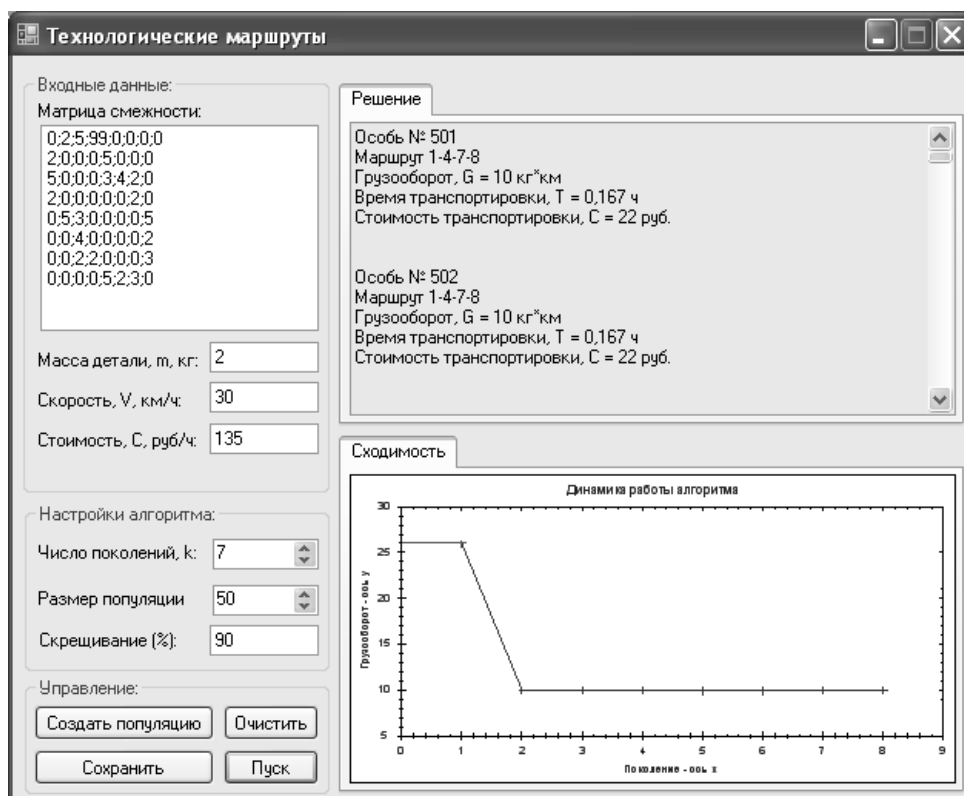 Технологические маршруты
Входные данные:
Матрица смежности:
0;2;5;99;0;0;0;0
2;0;0;0;5;0;0;0
5;0;0;0;3;4;2;0
2;0;0;0;0;0;2;0
0;5;3;0;0;0;0;5
0;0;4;0;0;0;0;2
0;0;2;2;0;0;0;3
0;0;0;0;5;2;3;0
Масса детали, m, кг: 2
Скорость, V, км/ч: 30
Стоимость, C, руб/ч: 135
Настройки алгоритма:
Число поколений, k: 7
Размер популяции 50
Скрещивание (%): 90
Управление:
Создать популяцию Очистить
Сохранить Пуск
Решение
Особь № 501
Маршрут 1-4-7-8
Грузооборот, G = 10 кг*км
Время транспортировки, T = 0,167 ч
Стоимость транспортировки, C = 22 руб.
Особь № 502
Маршрут 1-4-7-8
Грузооборот, G = 10 кг*км
Время транспортировки, T = 0,167 ч
Стоимость транспортировки, C = 22 руб.
Сходимость
Динамика работы алгоритма
Грузооборот - ось y
30
25
20
15
10
5
0 1 2 3 4 5 6 7 8 9
Поколение - ось x